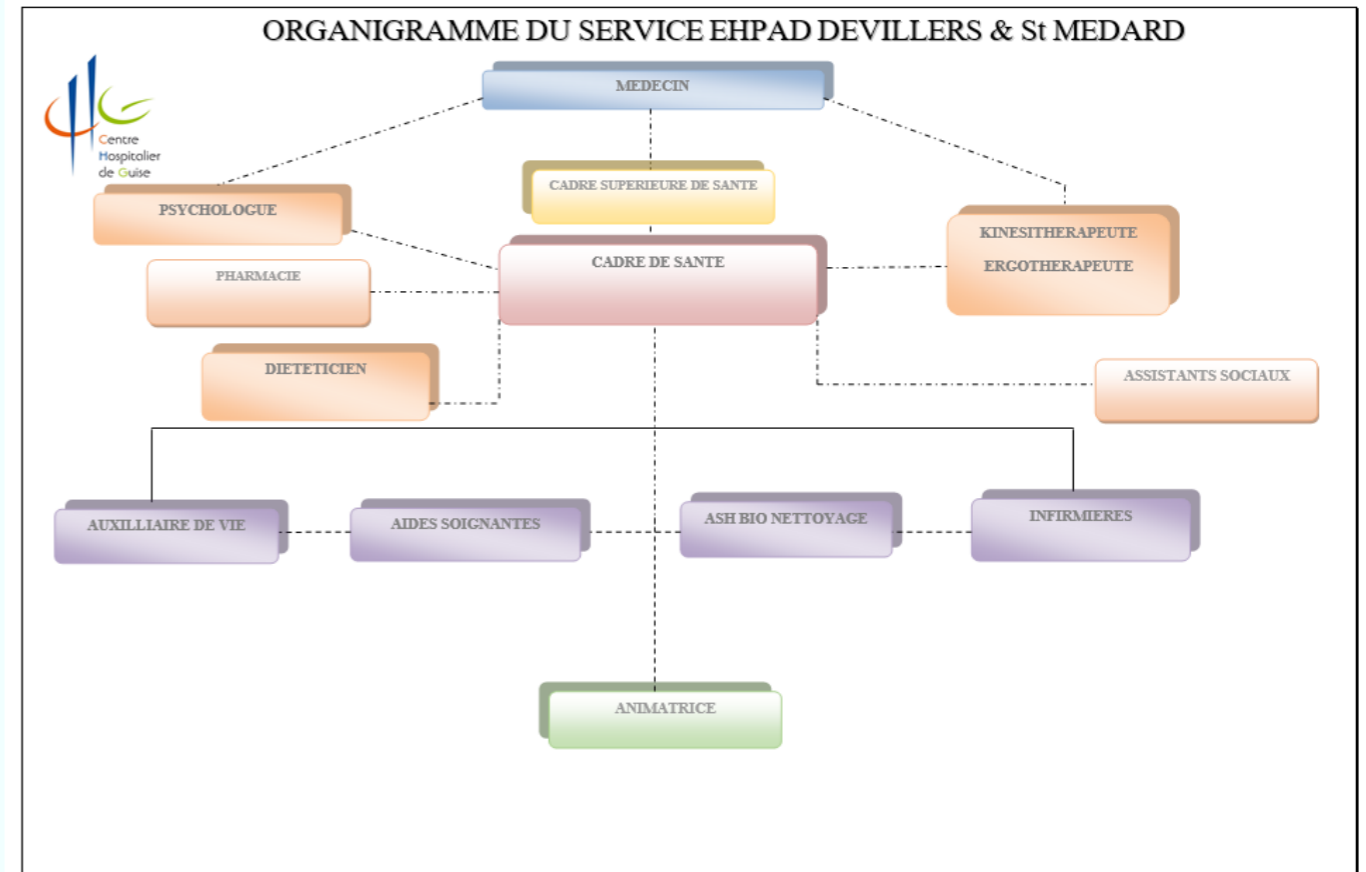 ORGANIGRAMME DU SERVICE EHPAD DEVILLERS & St MEDARD
Centre
Hospitalier
de Guise
MEDECIN
CADRE SUPERIEURE DE SANTE
PSYCHOLOGUE
KINESITHERAPEUTE
ERGOTHERAPEUTE
CADRE DE SANTE
PHARMACIE
DIETETICIEN
ASSISTANTS SOCIAUX
AUXILLIAIRE DE VIE
AIDES SOIGNANTES
ASH BIO NETTOYAGE
INFIRMIERES
ANIMATRICE